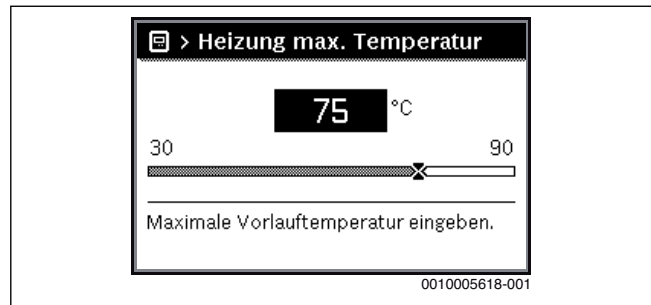 > Heizung max. Temperatur
75 °C
30 90
Maximale Vorlauftemperatur eingeben.
0010005618-001